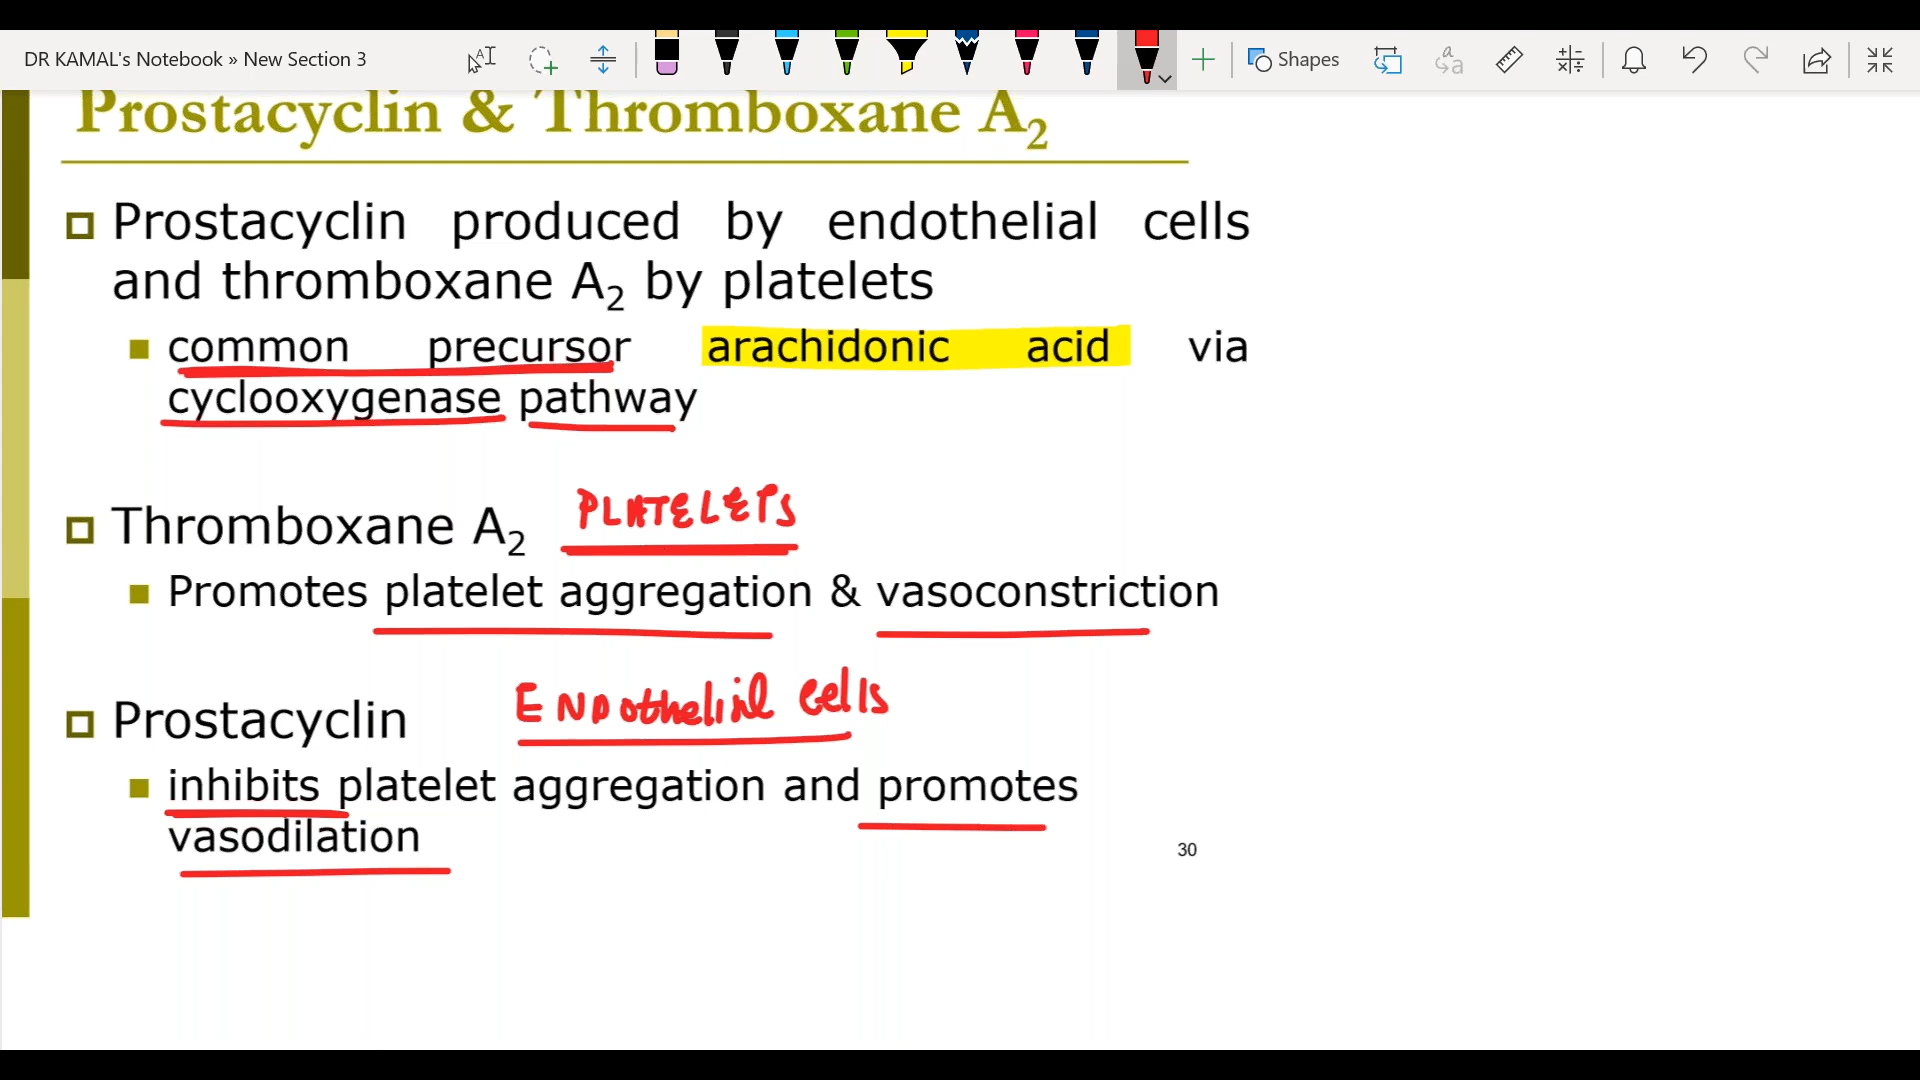 DR KAMAL's Notebook » New Section 3
Shapes
Prostacyclin & Thromboxane A2
Prostacyclin produced by endothelial cells
and thromboxane A2 by platelets
common precursor arachidonic acid via
cyclooxygenase pathway
PLATELETS
Thromboxane A2
Promotes platelet aggregation & vasoconstriction
Endothelial cells
Prostacyclin
inhibits platelet aggregation and promotes
vasodilation
30